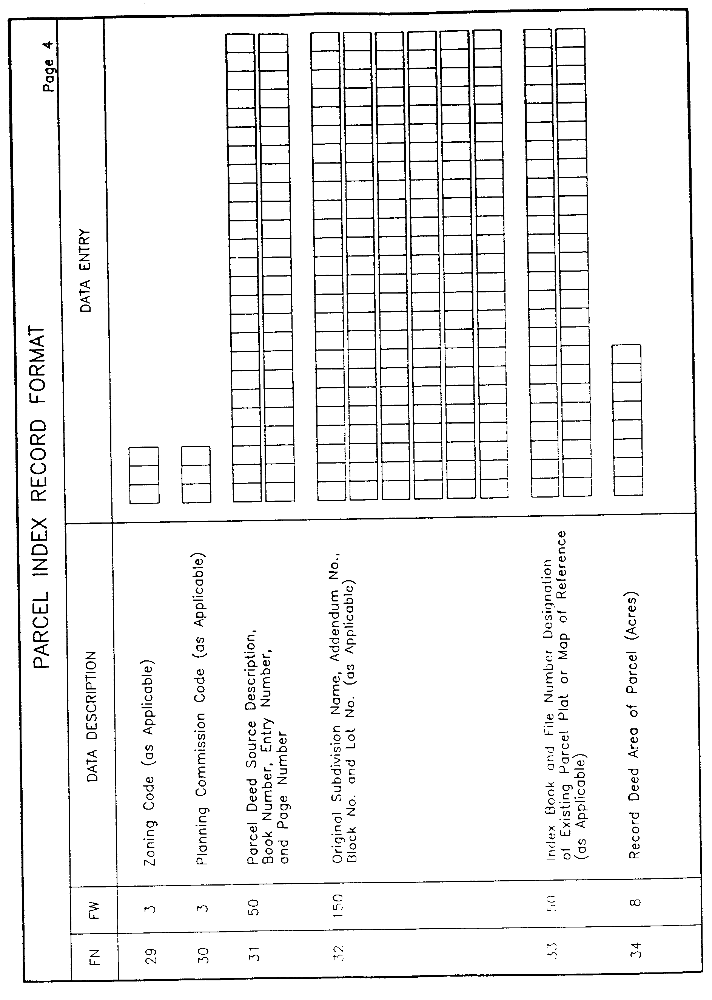 PARCEL INDEX RECORD FORMAT
Page 4
FN FW DATA DESCRIPTION DATA ENTRY
29 3 Zoning Code (as Applicable)
30 3 Planning Commission Code (as Applicable)
31 50 Parcel Deed Source Description,
Book Number, Entry Number,
and Page Number
32 150 Original Subdivision Name, Addendum No.,
Block No. and Lot No. (as Applicable)
33 50 Index Book and File Number Designation
of Existing Parcel Plat or Map of Reference
(as Applicable)
34 8 Record Deed Area of Parcel (Acres)